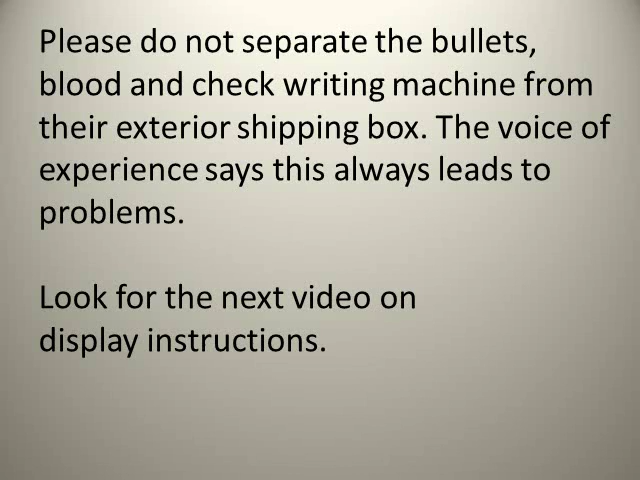 Please do not separate the bullets,
blood and check writing machine from
their exterior shipping box. The voice of
experience says this always leads to
problems.
Look for the next video on
display instructions.